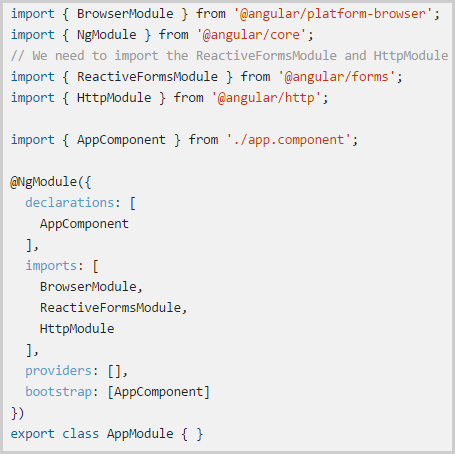 import { BrowserModule } from '@angular/platform-browser';
import { NgModule } from '@angular/core';
// We need to import the ReactiveFormsModule and HttpModule
import { ReactiveFormsModule } from '@angular/forms';
import { HttpModule } from '@angular/http';

import { AppComponent } from './app.component';

@NgModule({
  declarations: [
    AppComponent
  ],
  imports: [
    BrowserModule,
    ReactiveFormsModule,
    HttpModule
  ],
  providers: [],
  bootstrap: [AppComponent]
})
export class AppModule { }